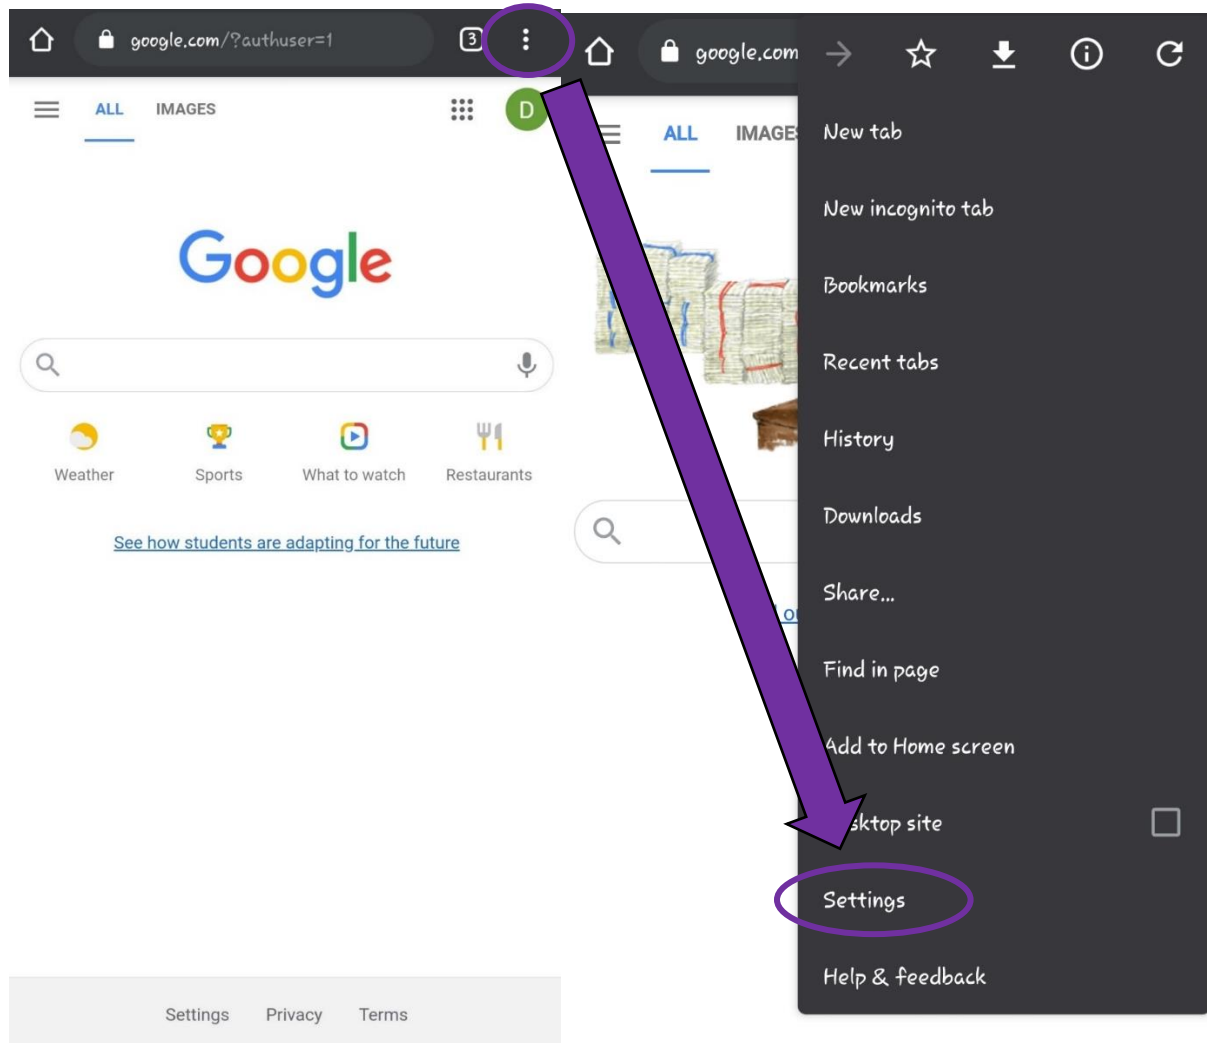 google.com/?authuser=1
3
ALL IMAGES
D
Google
Weather Sports What to watch Restaurants
See how students are adapting for the future
Settings Privacy Terms
google.com
ALL IMAGE
New tab
New incognito tab
Bookmarks
Recent tabs
History
Downloads
Share...
Find in page
Add to Home screen
sktop site
Settings
Help & feedback